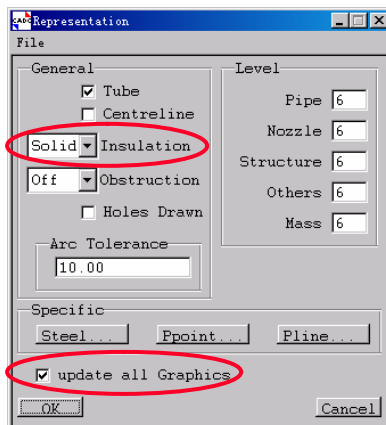 CADC Representation
File
General
Tube
Centreline
Solid Insulation
Off Obstruction
Holes Drawn
Arc Tolerance
10.00
Level
Pipe 6
Nozzle 6
Structure 6
Others 6
Mass 6
Specific
Steel... Ppoint... Pline...
update all Graphics
OK Cancel